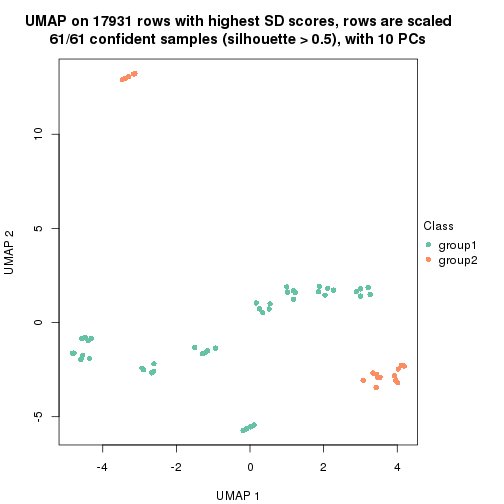 UMAP on 17931 rows with highest SD scores, rows are scaled
61/61 confident samples (silhouette > 0.5), with 10 PCs
10
5
0
-5
UMAP 2
-4
-2
0
2
4
UMAP 1
Class
group1
group2